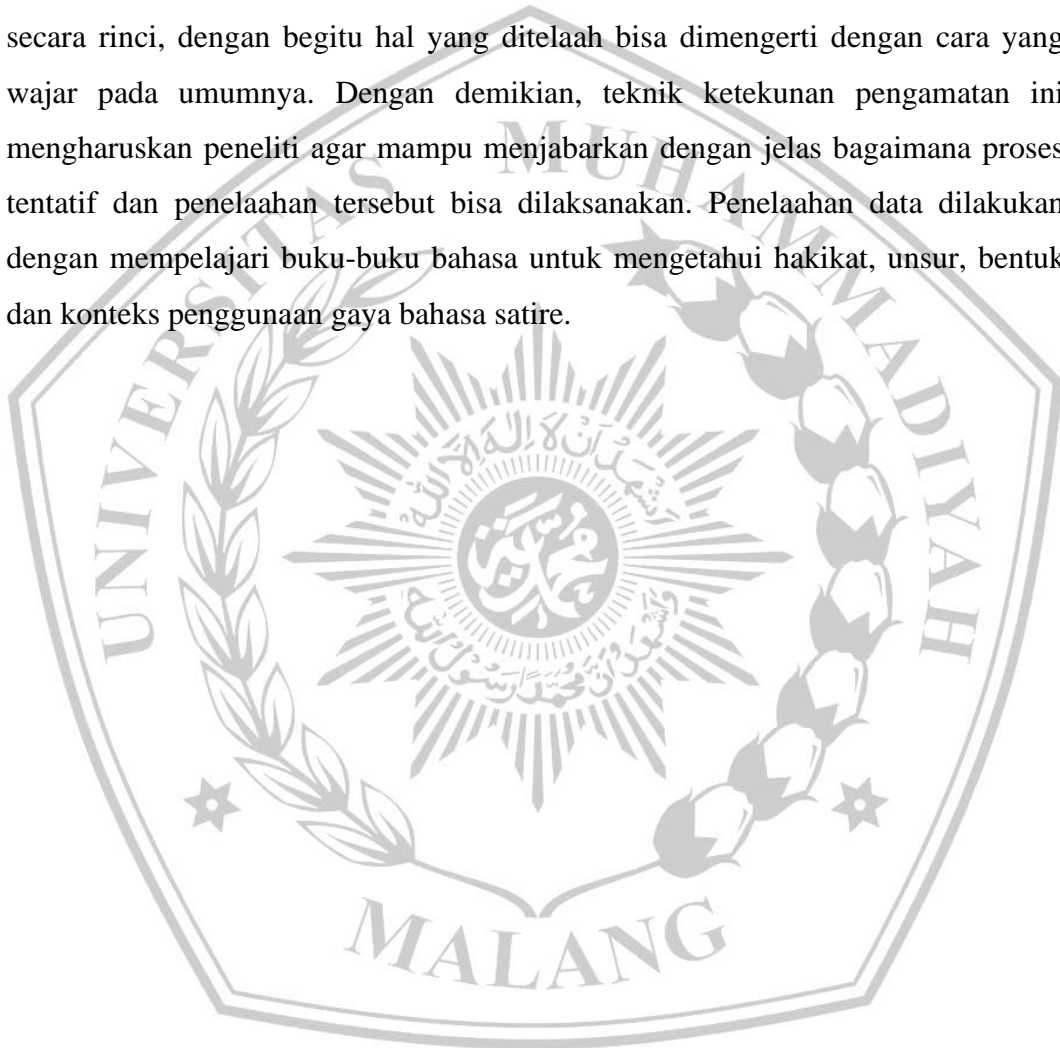 secara rinci, dengan begitu hal yang ditelaah bisa dimengerti dengan cara yang
wajar pada umumnya. Dengan demikian, teknik ketekunan pengamatan ini
mengharuskan peneliti agar mampu menjabarkan dengan jelas bagaimana proses
tentatif dan penelaahan tersebut bisa dilaksanakan. Penelaahan data dilakukan
dengan mempelajari buku-buku bahasa untuk mengetahui hakikat, unsur, bentuk
dan konteks penggunaan gaya bahasa satire.
UNIVERSITAS MUHAMMADIYAH
MALANG